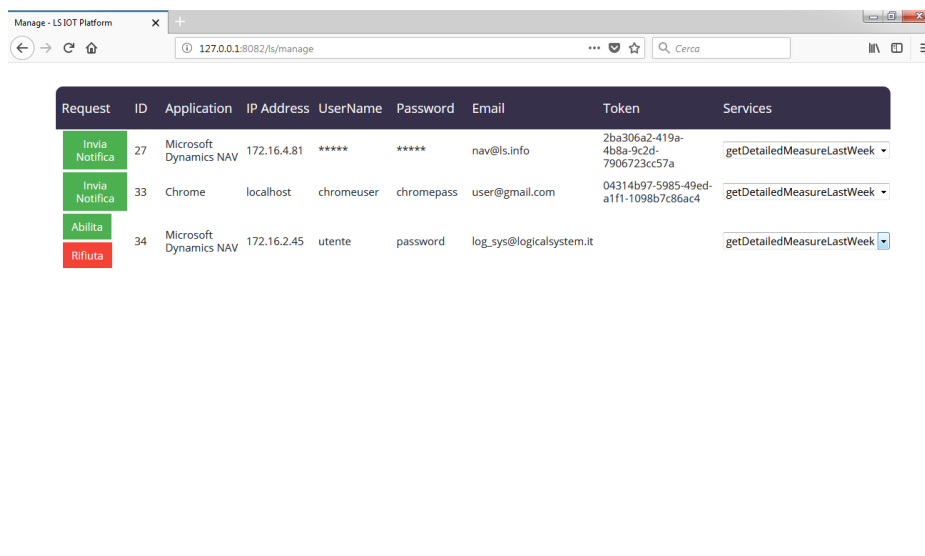 Manage - LS IOT Platform
127.0.0.1:8082/ls/manage
Cerca
Request ID Application IP Address UserName Password Email Token Services
Invia
Notifica
27
Microsoft
Dynamics NAV
172.16.4.81
*****
*****
nav@ls.info
2ba306a2-419a-
4b8a-9c2d-
7906723cc57a
getDetailedMeasureLastWeek
Invia
Notifica
33
Chrome
localhost
chromeuser
chromepass
user@gmail.com
04314b97-5985-49ed-
a1f1-1098b7c86ac4
getDetailedMeasureLastWeek
Abilita
Rifiuta
34
Microsoft
Dynamics NAV
172.16.2.45
utente
password
log_sys@logicalsystem.it
getDetailedMeasureLastWeek